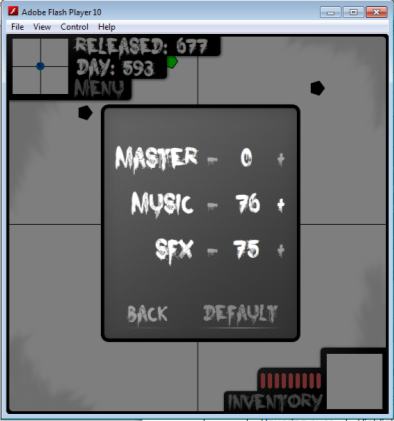 Adobe Flash Player 10
File View Control Help
RELEASED: 677
DAY: 593
MENU
MASTER - 0 +
MUSIC - 76 +
SFX - 75 +
BACK DEFAULT
INVENTORY